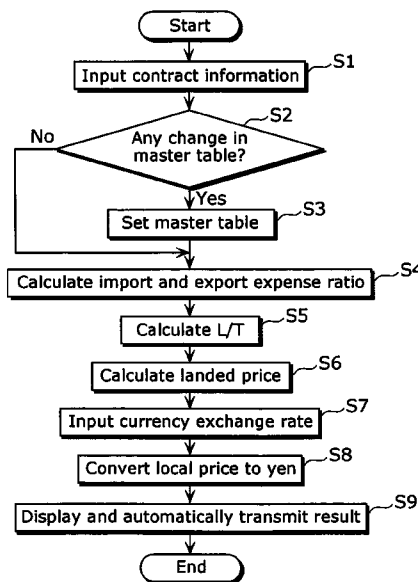 Start
Input contract information
S1
S2
No
Any change in
master table?
Yes
Set master table
S3
Calculate import and export expense ratio
S4
Calculate L/T
S5
Calculate landed price
S6
Input currency exchange rate
S7
Convert local price to yen
S8
Display and automatically transmit result
S9
End